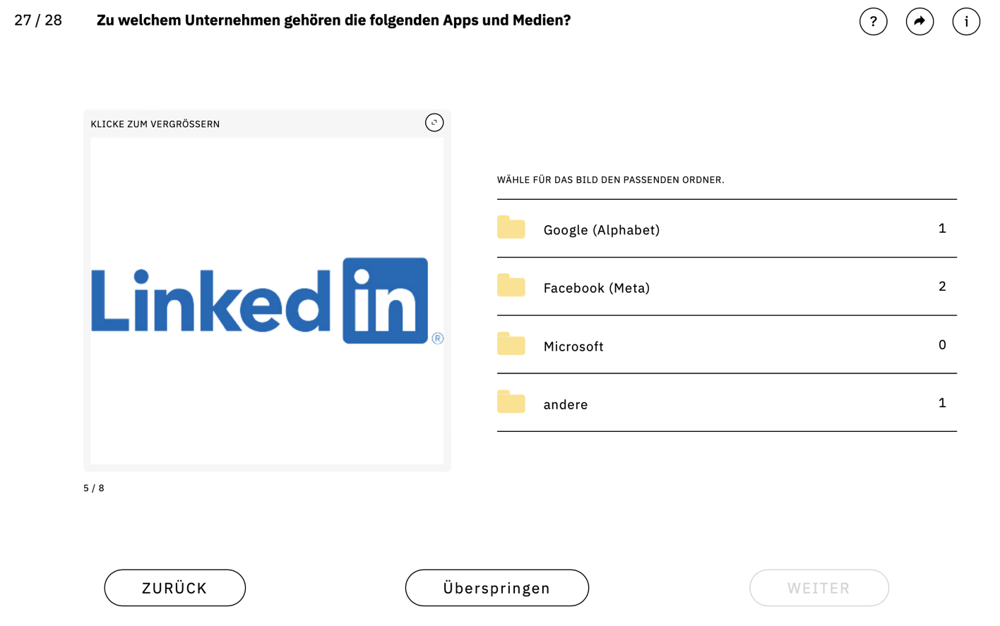 27 / 28
Zu welchem Unternehmen gehören die folgenden Apps und Medien?
?
i
KLICKE ZUM VERGRÖSSERN
Linked in ®
5 / 8
WÄHLE FÜR DAS BILD DEN PASSENDEN ORDNER.
Google (Alphabet) 1
Facebook (Meta) 2
Microsoft 0
andere 1
ZURÜCK
Überspringen
WEITER